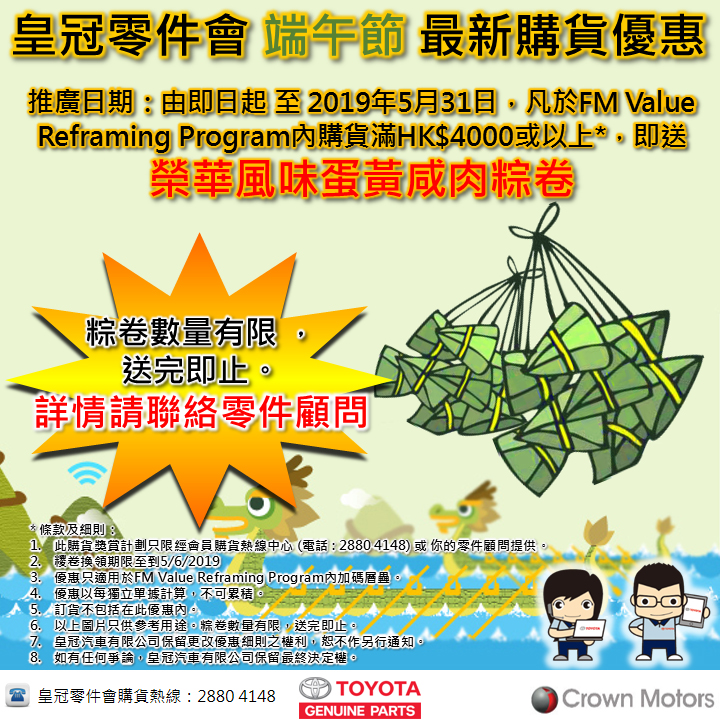 皇冠零件會 端午節 最新購貨優惠
推廣日期：由即日起 至 2019年5月31日，凡於FM Value
Reframing Program內購貨滿HK$4000或以上*，即送
榮華風味蛋黃咸肉粽卷
粽卷數量有限 ，
送完即止。
詳情請聯絡零件顧問
* 條款及細則：
1. 此購貨獎賞計劃只限經會員購貨熱線中心 (電話 : 2880 4148) 或 你的零件顧問提供。
2. 糉卷換領期限至到5/6/2019
3. 優惠只適用於FM Value Reframing Program內加碼層疊。
4. 優惠以每獨立單據計算，不可累積。
5. 訂貨不包括在此優惠內。
6. 以上圖片只供參考用途。粽卷數量有限，送完即止。
7. 皇冠汽車有限公司保留更改優惠細則之權利，恕不作另行通知。
8. 如有任何爭論，皇冠汽車有限公司保留最終決定權。
皇冠零件會購貨熱線：2880 4148
TOYOTA
GENUINE PARTS
Crown Motors